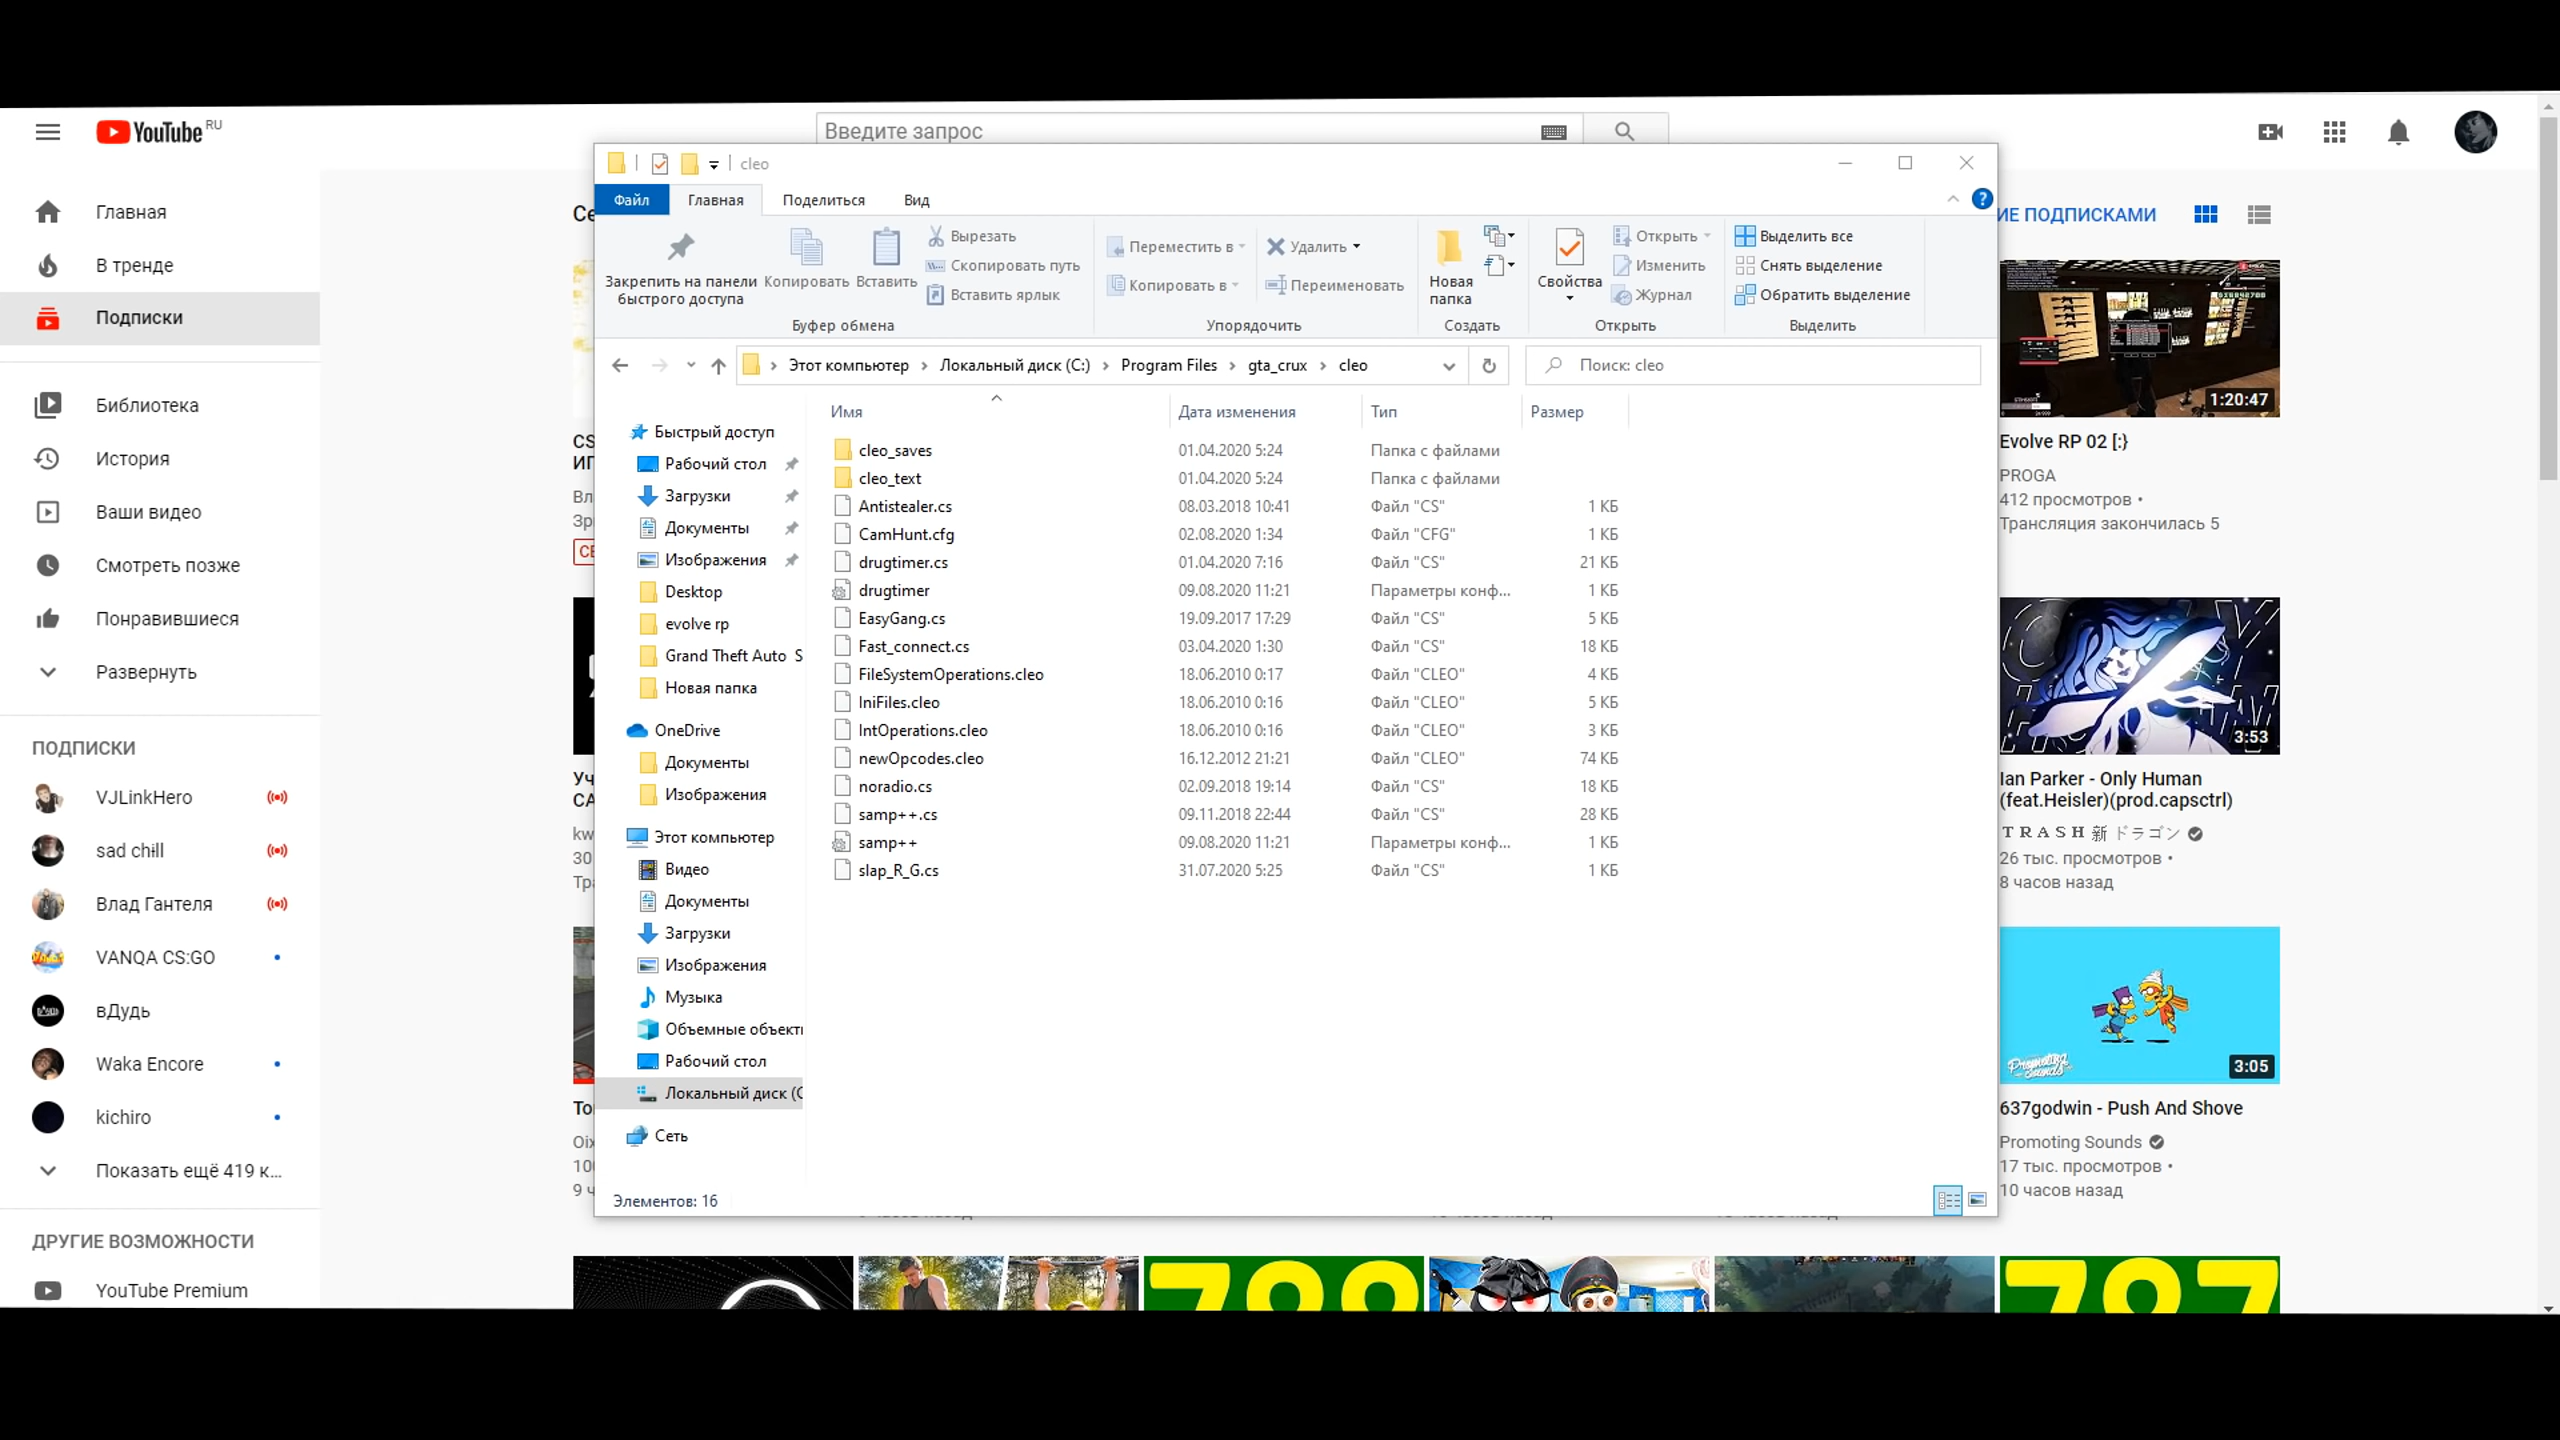 YouTube RU
Введите запрос
Главная
В тренде
Подписки
Библиотека
История
Ваши видео
Смотреть позже
Понравившиеся
Развернуть
ПОДПИСКИ
VJLinkHero
sad chill
Влад Гантеля
VANQA CS:GO
вДудь
Waka Encore
kichiro
Показать ещё 419 к...
ДРУГИЕ ВОЗМОЖНОСТИ
YouTube Premium
cleo
Файл Главная Поделиться Вид
Закрепить на панели быстрого доступа
Копировать
Вставить
Вырезать
Скопировать путь
Вставить ярлык
Буфер обмена
Переместить в
Копировать в
Удалить
Переименовать
Упорядочить
Новая папка
Создать
Свойства
Открыть
Изменить
Журнал
Открыть
Выделить все
Снять выделение
Обратить выделение
Выделить
Этот компьютер › Локальный диск (C:) › Program Files › gta_crux › cleo
Поиск: cleo
Быстрый доступ
Рабочий стол
Загрузки
Документы
Изображения
Desktop
evolve rp
Grand Theft Auto S
Новая папка
OneDrive
Документы
Изображения
Этот компьютер
Видео
Документы
Загрузки
Изображения
Музыка
Объемные объект
Рабочий стол
Локальный диск (C
Сеть
Имя Дата изменения Тип Размер
cleo_saves 01.04.2020 5:24 Папка с файлами
cleo_text 01.04.2020 5:24 Папка с файлами
Antistealer.cs 08.03.2018 10:41 Файл "CS" 1 КБ
CamHunt.cfg 02.08.2020 1:34 Файл "CFG" 1 КБ
drugtimer.cs 01.04.2020 7:16 Файл "CS" 21 КБ
drugtimer 09.08.2020 11:21 Параметры конф... 1 КБ
EasyGang.cs 19.09.2017 17:29 Файл "CS" 5 КБ
Fast_connect.cs 03.04.2020 1:30 Файл "CS" 18 КБ
FileSystemOperations.cleo 18.06.2010 0:17 Файл "CLEO" 4 КБ
IniFiles.cleo 18.06.2010 0:16 Файл "CLEO" 5 КБ
IntOperations.cleo 18.06.2010 0:16 Файл "CLEO" 3 КБ
newOpcodes.cleo 16.12.2012 21:21 Файл "CLEO" 74 КБ
noradio.cs 02.09.2018 19:14 Файл "CS" 18 КБ
samp++.cs 09.11.2018 22:44 Файл "CS" 28 КБ
samp++ 09.08.2020 11:21 Параметры конф... 1 КБ
slap_R_G.cs 31.07.2020 5:25 Файл "CS" 1 КБ
Элементов: 16
ИЕ ПОДПИСКАМИ
1:20:47
Evolve RP 02 [:}
PROGA
412 просмотров •
Трансляция закончилась 5
3:53
Ian Parker - Only Human
(feat.Heisler)(prod.capsctrl)
ＴＲＡＳＨ新ドラゴン
26 тыс. просмотров •
8 часов назад
Promoting Sounds
3:05
637godwin - Push And Shove
Promoting Sounds
17 тыс. просмотров •
10 часов назад